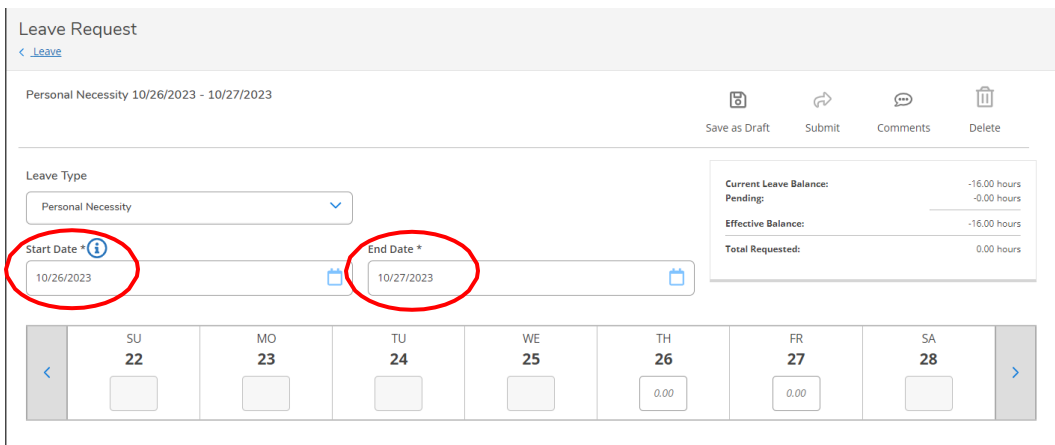 Leave Request
< Leave
Personal Necessity 10/26/2023 - 10/27/2023
Save as Draft Submit Comments Delete
Leave Type
Personal Necessity
Current Leave Balance: -16.00 hours
Pending: -0.00 hours
Effective Balance: -16.00 hours
Total Requested: 0.00 hours
Start Date * i End Date *
10/26/2023 10/27/2023
SU MO TU WE TH FR SA
22 23 24 25 26 27 28
0.00 0.00